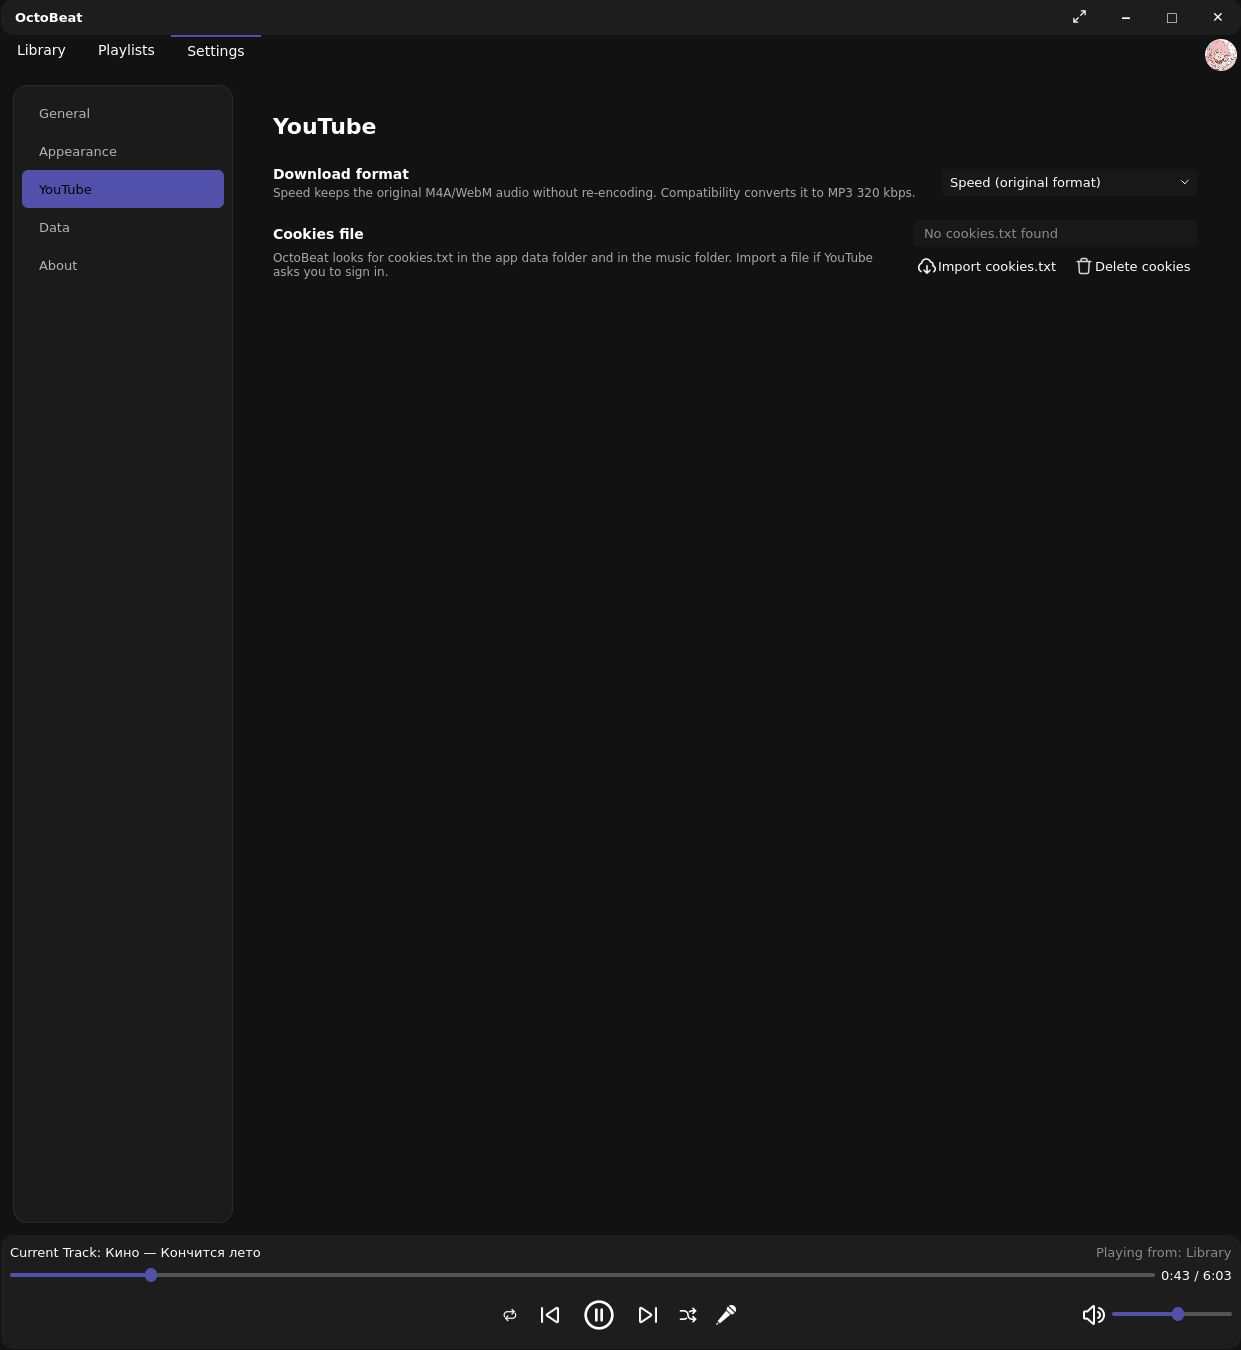 OctoBeat
Library Playlists Settings
General
Appearance
YouTube
Data
About
YouTube
Download format
Speed keeps the original M4A/WebM audio without re-encoding. Compatibility converts it to MP3 320 kbps.
Speed (original format)
Cookies file
OctoBeat looks for cookies.txt in the app data folder and in the music folder. Import a file if YouTube
asks you to sign in.
No cookies.txt found
Import cookies.txt Delete cookies
Current Track: Кино — Кончится лето
Playing from: Library
0:43 / 6:03